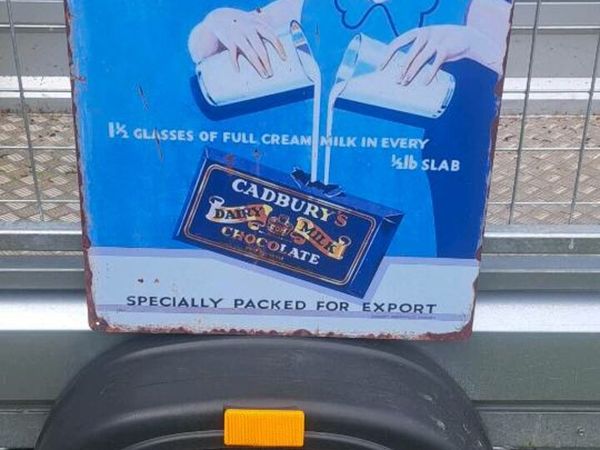 1½ GLASSES OF FULL CREAM MILK IN EVERY
½lb SLAB
CADBURY'S
DAIRY MILK
CHOCOLATE
SPECIALLY PACKED FOR EXPORT